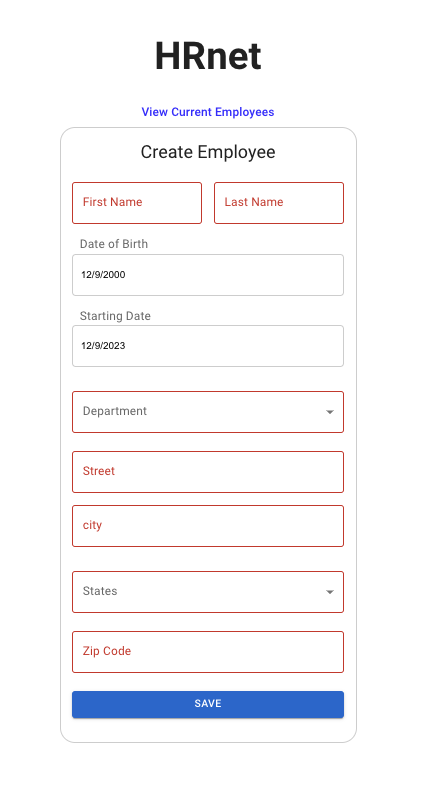 HRnet
View Current Employees
Create Employee
First Name Last Name
Date of Birth
12/9/2000
Starting Date
12/9/2023
Department
Street
city
States
Zip Code
SAVE